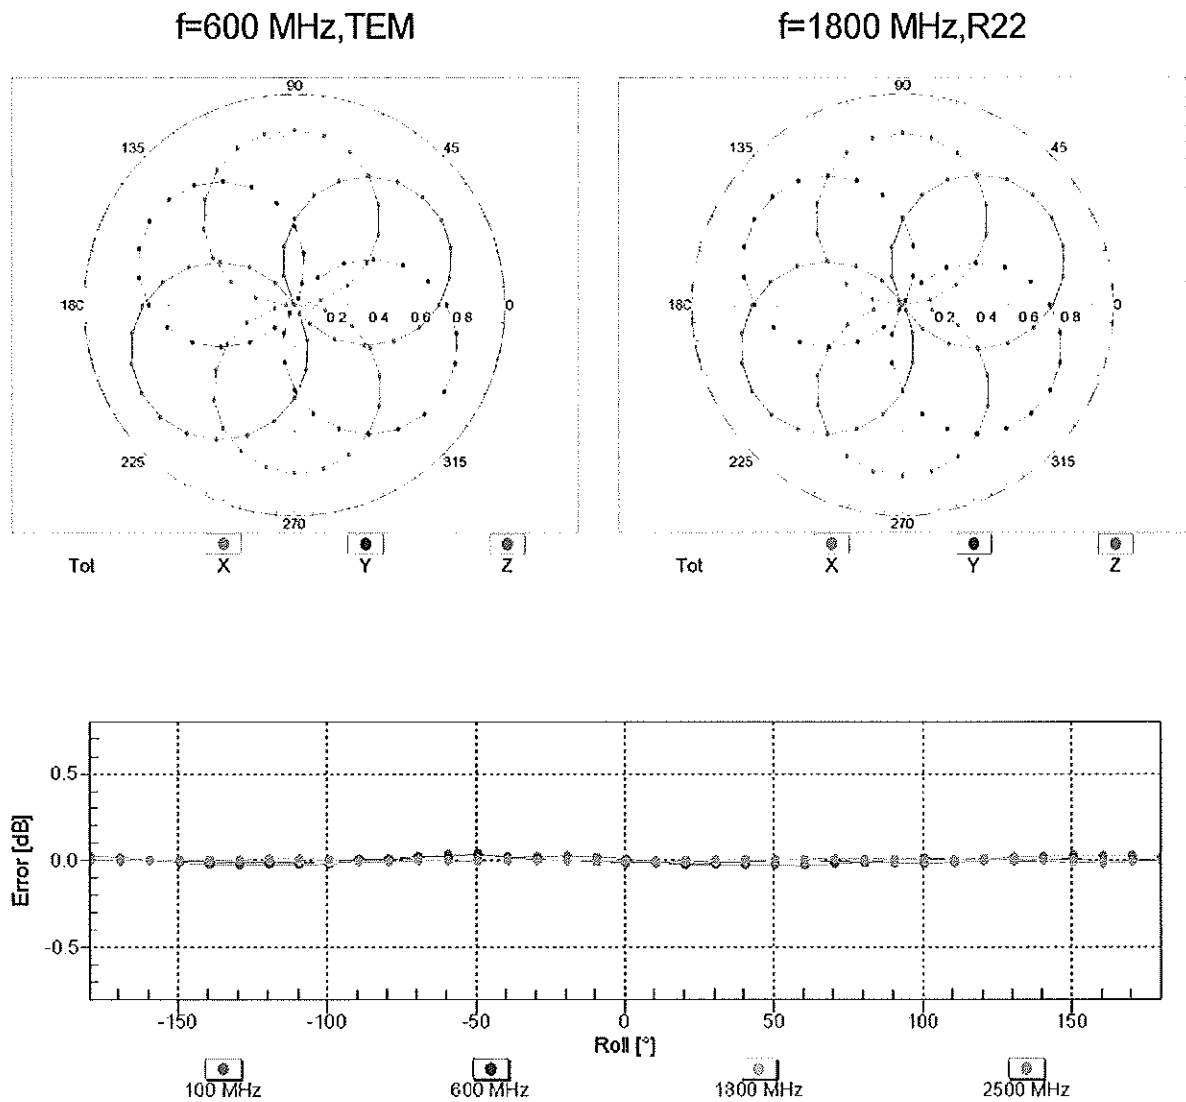 f=600 MHz,TEM
f=1800 MHz,R22
90
135
45
180
0.2
0.4
0.6
0.8
0
225
315
270
Tot
X
Y
Z
90
135
45
180
0.2
0.4
0.6
0.8
0
225
315
270
Tot
X
Y
Z
Error [dB]
0.5
0.0
-0.5
-150
-100
-50
0
50
100
150
Roll [°]
100 MHz
600 MHz
1800 MHz
2500 MHz